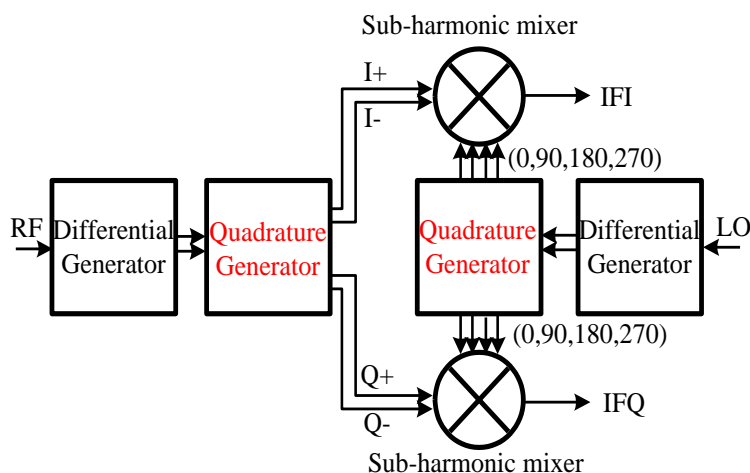 Sub-harmonic mixer
I+
I-
IFI
(0,90,180,270)
RF
Differential
Generator
Quadrature
Generator
Quadrature
Generator
Differential
Generator
LO
(0,90,180,270)
Q+
Q-
IFQ
Sub-harmonic mixer